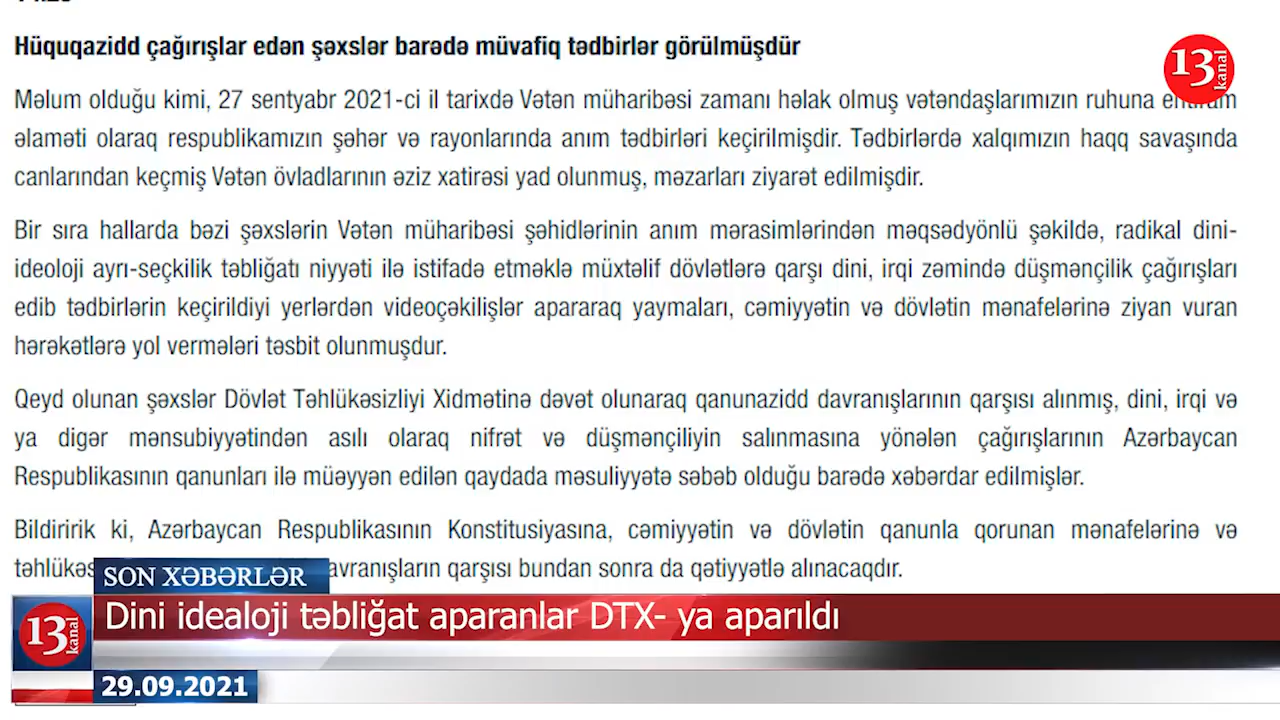 Hüquqazidd çağırışlar edən şəxslər barədə müvafiq tədbirlər görülmüşdür
13 kanal
Məlum olduğu kimi, 27 sentyabr 2021-ci il tarixdə Vətən müharibəsi zamanı həlak olmuş vətəndaşlarımızın ruhuna
əlaməti olaraq respublikamızın şəhər və rayonlarında anım tədbirləri keçirilmişdir. Tədbirlərdə xalqımızın haqq savaşında
canlarından keçmiş Vətən övladlarının əziz xatirəsi yad olunmuş, məzarları ziyarət edilmişdir.
Bir sıra hallarda bəzi şəxslərin Vətən müharibəsi şəhidlərinin anım mərasimlərindən məqsədyönlü şəkildə, radikal dini-
ideoloji ayrı-seçkilik təbliğatı niyyəti ilə istifadə etməklə müxtəlif dövlətlərə qarşı dini, irqi zəmində düşmənçilik çağırışları
edib tədbirlərin keçirildiyi yerlərdən videoçəkilişlər apararaq yaymaları, cəmiyyətin və dövlətin mənafelərinə ziyan vuran
hərəkətlərə yol vermələri təsbit olunmuşdur.
Qeyd olunan şəxslər Dövlət Təhlükəsizliyi Xidmətinə dəvət olunaraq qanunazidd davranışlarının qarşısı alınmış, dini, irqi və
ya digər mənsubiyyətindən asılı olaraq nifrət və düşmənçiliyin salınmasına yönələn çağırışlarının Azərbaycan
Respublikasının qanunları ilə müəyyən edilən qaydada məsuliyyətə səbəb olduğu barədə xəbərdar edilmişlər.
Bildiririk ki, Azərbaycan Respublikasının Konstitusiyasına, cəmiyyətin və dövlətin qanunla qorunan mənafelərinə və
təhlükəs avranışların qarşısı bundan sonra da qətiyyətlə alınacaqdır.
SON XƏBƏRLƏR
Dini idealoji təbliğat aparanlar DTX- ya aparıldı
13 kanal
29.09.2021